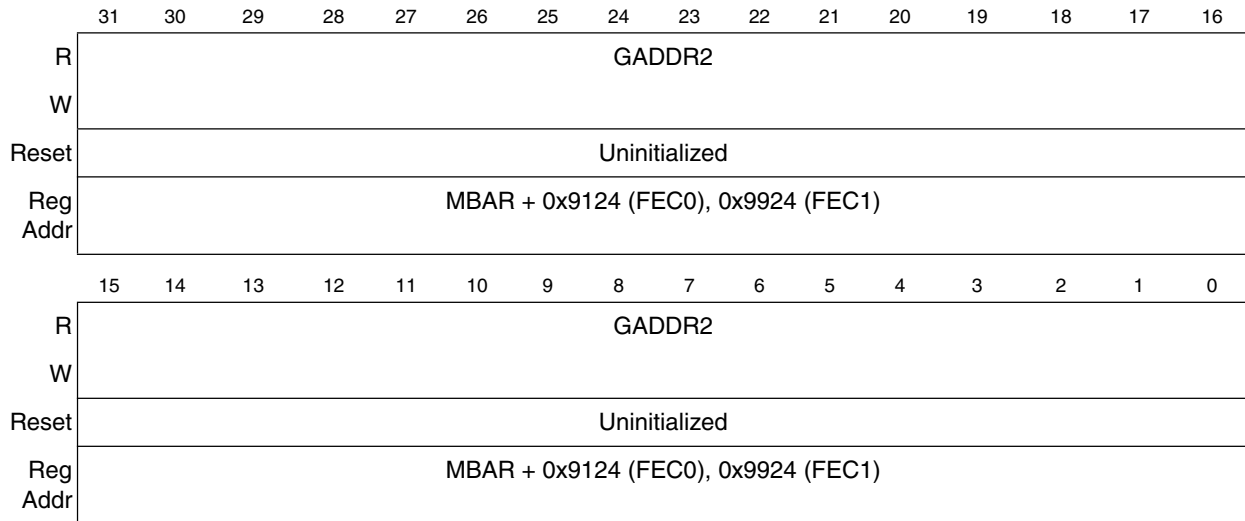 31 30 29 28 27 26 25 24 23 22 21 20 19 18 17 16
R GADDR2
W
Reset Uninitialized
Reg MBAR + 0x9124 (FEC0), 0x9924 (FEC1)
Addr
15 14 13 12 11 10 9 8 7 6 5 4 3 2 1 0
R GADDR2
W
Reset Uninitialized
Reg MBAR + 0x9124 (FEC0), 0x9924 (FEC1)
Addr